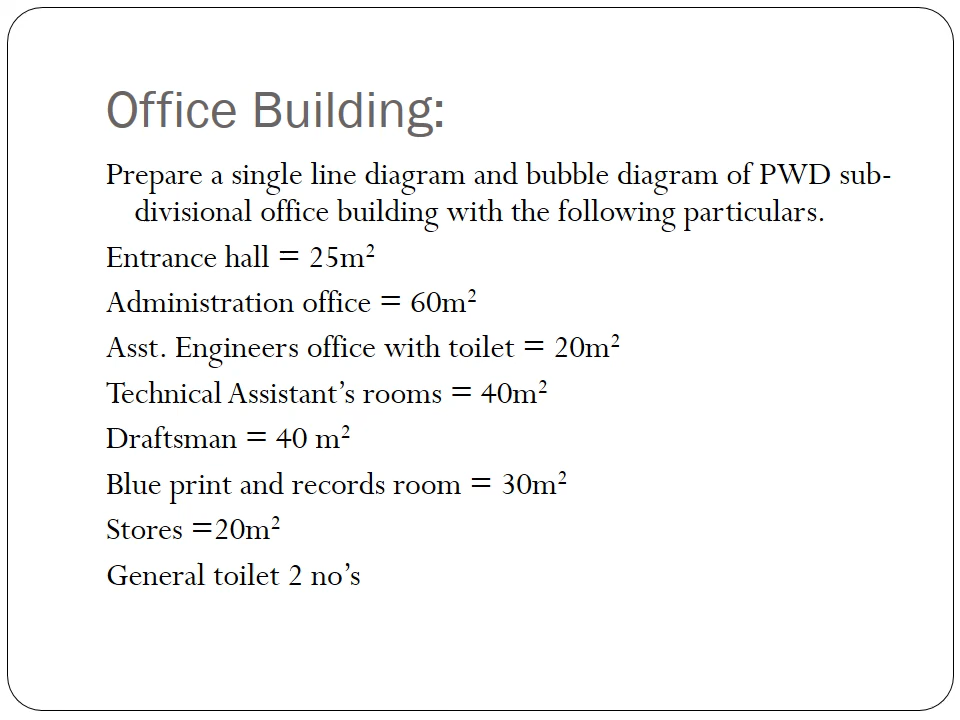 Office Building:
Prepare a single line diagram and bubble diagram of PWD sub-
divisional office building with the following particulars.
Entrance hall = 25m²
Administration office = 60m²
Asst. Engineers office with toilet = 20m²
Technical Assistant’s rooms = 40m²
Draftsman = 40 m²
Blue print and records room = 30m²
Stores =20m²
General toilet 2 no’s